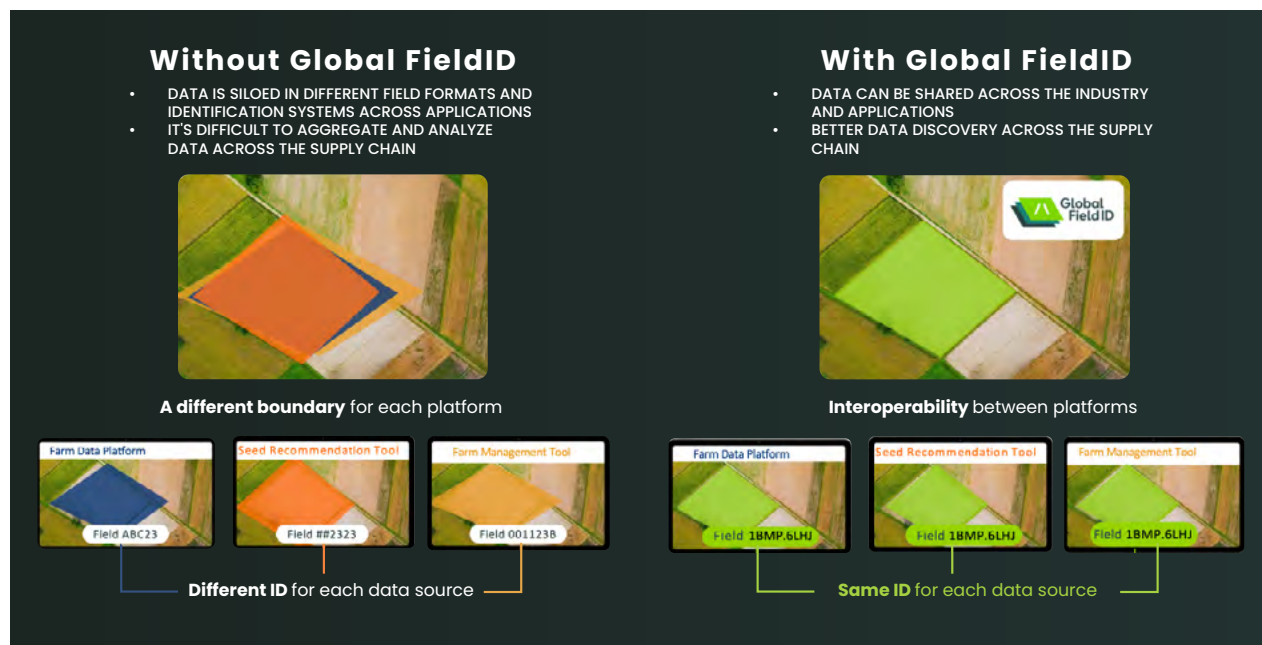 Without Global FieldID
• DATA IS SILOED IN DIFFERENT FIELD FORMATS AND
IDENTIFICATION SYSTEMS ACROSS APPLICATIONS
• IT'S DIFFICULT TO AGGREGATE AND ANALYZE
DATA ACROSS THE SUPPLY CHAIN
A different boundary for each platform
Farm Data Platform
Field ABC23
Seed Recommendation Tool
Field ##2323
Farm Management Tool
Field 001123B
Different ID for each data source
With Global FieldID
• DATA CAN BE SHARED ACROSS THE INDUSTRY
AND APPLICATIONS
• BETTER DATA DISCOVERY ACROSS THE SUPPLY
CHAIN
Global
FieldID
Interoperability between platforms
Farm Data Platform
Field 1BMP.6LHJ
Seed Recommendation Tool
Field 1BMP.6LHJ
Farm Management Tool
Field 1BMP.6LHJ
Same ID for each data source